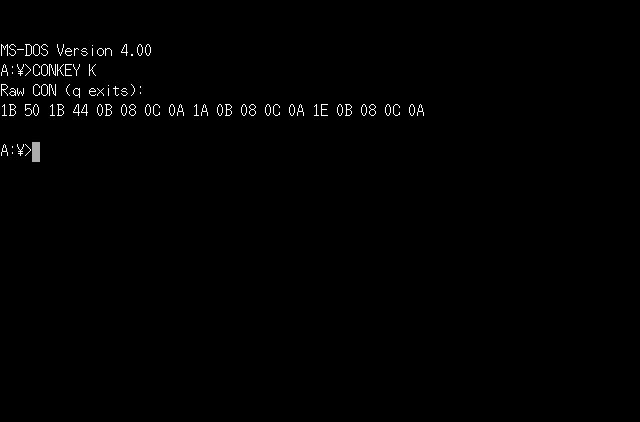 MS-DOS Version 4.00
A:¥>CONKEY K
Raw CON (q exits):
1B 50 1B 44 0B 08 0C 0A 1A 0B 08 0C 0A 1E 0B 08 0C 0A
A:¥>